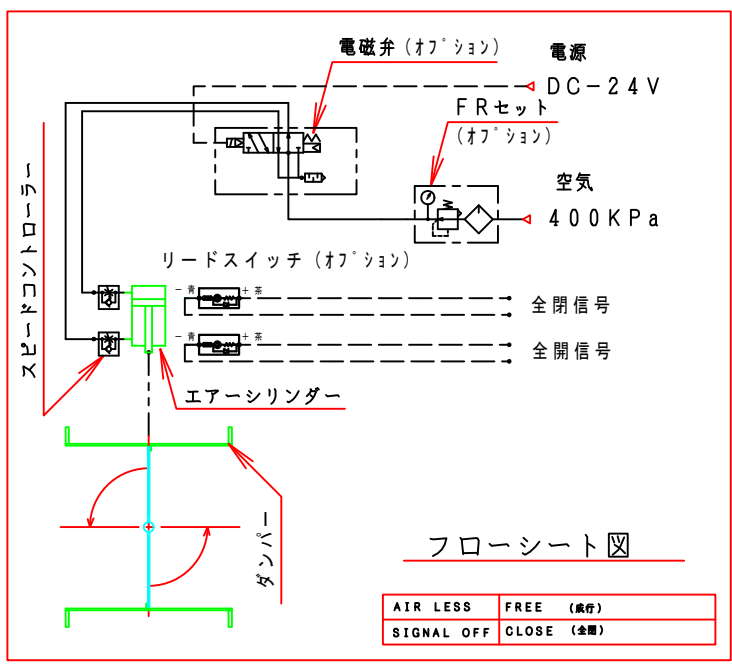 電磁弁(オプション)
電源
DC-24V
FRセット
(オプション)
空気
400KPa
スピードコントローラー
リードスイッチ(オプション)
- 青 + 茶
全閉信号
- 青 + 茶
全開信号
エアーシリンダー
ダンパー
フローシート図
AIR LESS FREE (成行)
SIGNAL OFF CLOSE (全閉)